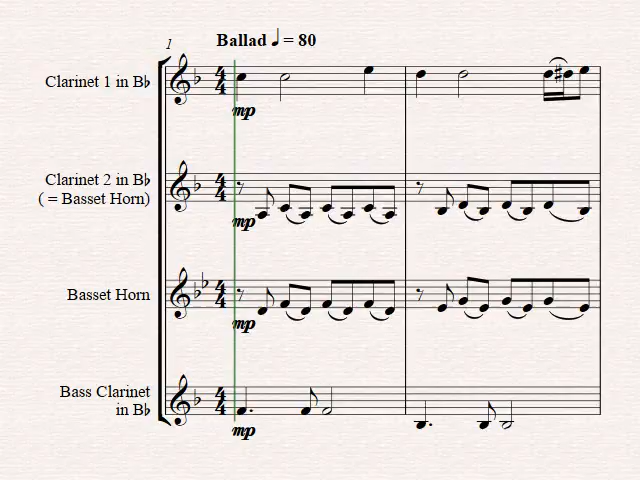 1
Ballad ♩ = 80
Clarinet 1 in B♭
mp
Clarinet 2 in B♭
( = Basset Horn)
mp
Basset Horn
mp
Bass Clarinet
in B♭
mp